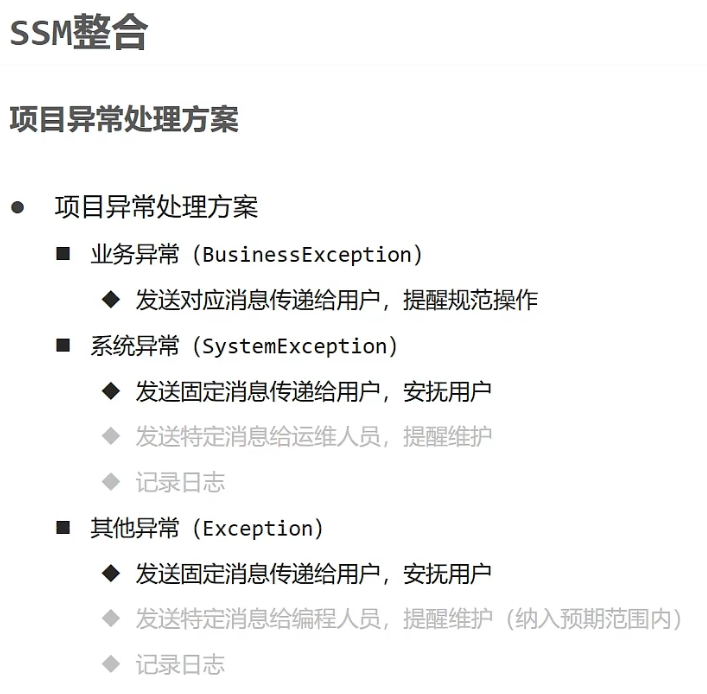 SSM整合
项目异常处理方案
项目异常处理方案
业务异常（BusinessException）
发送对应消息传递给用户，提醒规范操作
系统异常（SystemException）
发送固定消息传递给用户，安抚用户
发送特定消息给运维人员，提醒维护
记录日志
其他异常（Exception）
发送固定消息传递给用户，安抚用户
发送特定消息给编程人员，提醒维护（纳入预期范围内）
记录日志